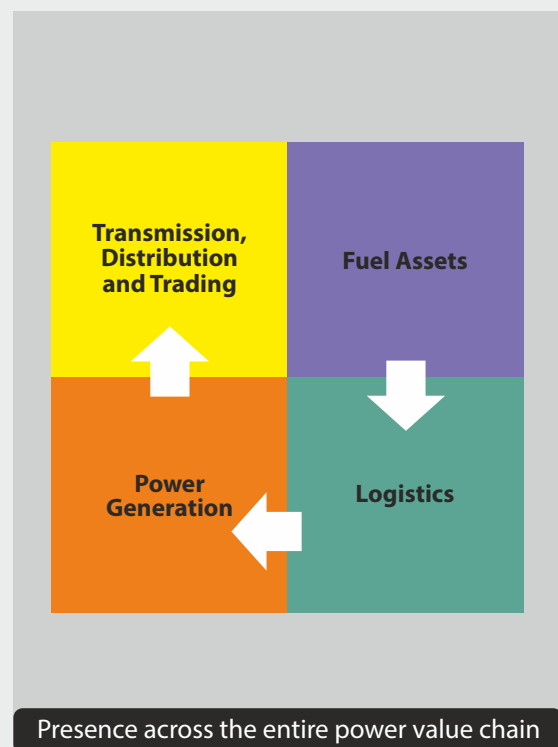 Transmission,
Distribution
and Trading
Fuel Assets
Power
Generation
Logistics
Presence across the entire power value chain